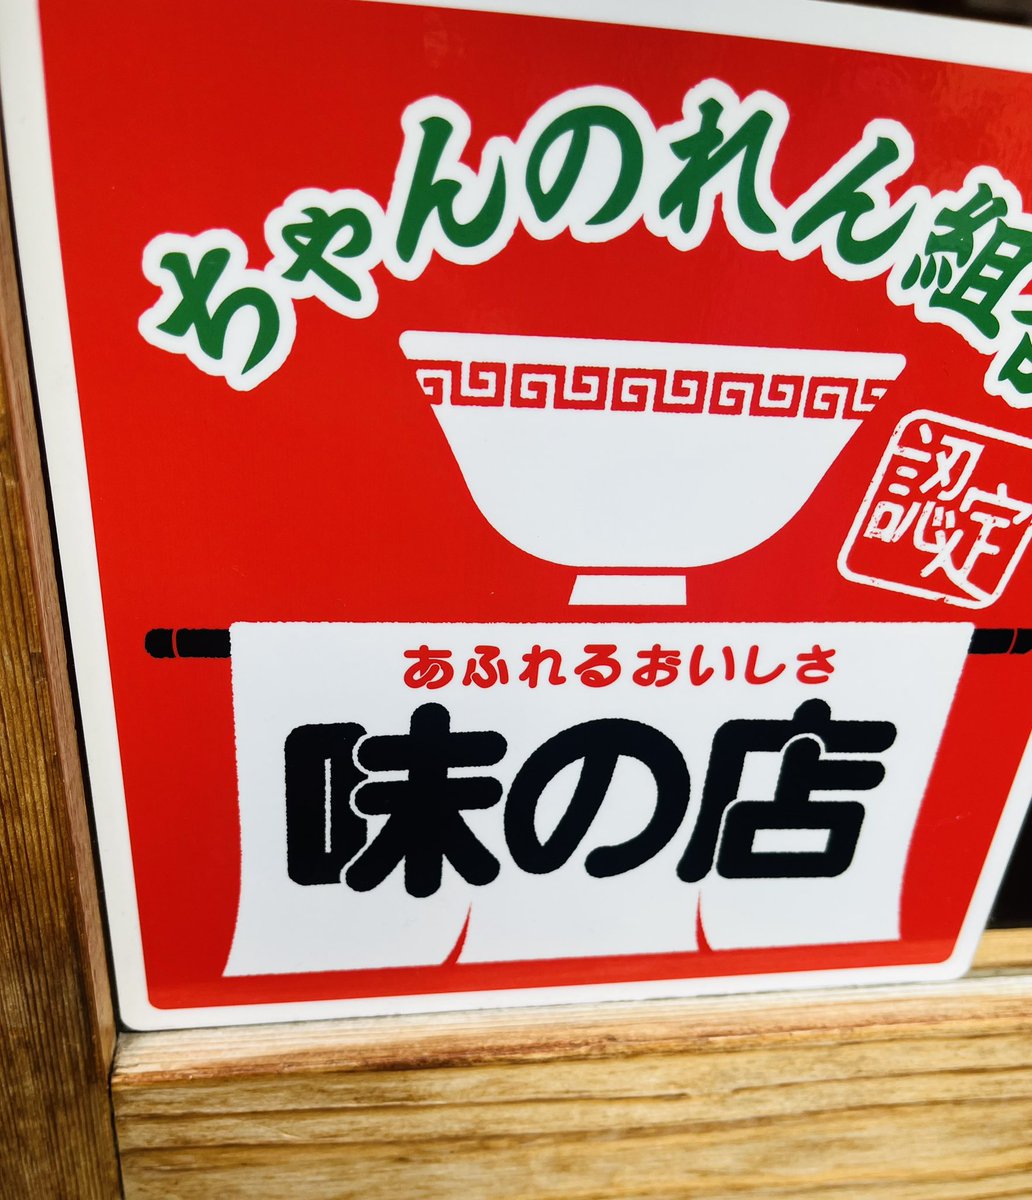 ちゃんのれん組
認定
あふれるおいしさ
味の店